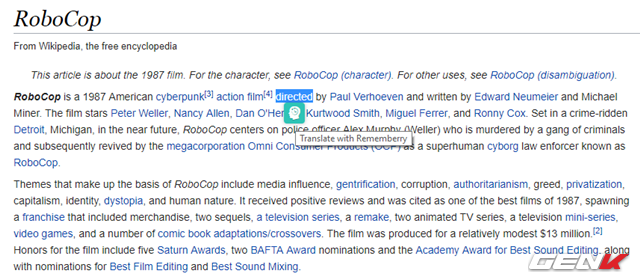 RoboCop
From Wikipedia, the free encyclopedia
This article is about the 1987 film. For the character, see RoboCop (character). For other uses, see RoboCop (disambiguation).
RoboCop is a 1987 American cyberpunk[3] action film[4] directed by Paul Verhoeven and written by Edward Neumeier and Michael
Miner. The film stars Peter Weller, Nancy Allen, Dan O'Her Kurtwood Smith, Miguel Ferrer, and Ronny Cox. Set in a crime-ridden
Detroit, Michigan, in the near future, RoboCop centers on police officer Alex Murphy (Weller) who is murdered by a gang of criminals
Translate with Rememberry
and subsequently revived by the megacorporation Omni Consumer Products (OCP) as a superhuman cyborg law enforcer known as
RoboCop.
Themes that make up the basis of RoboCop include media influence, gentrification, corruption, authoritarianism, greed, privatization,
capitalism, identity, dystopia, and human nature. It received positive reviews and was cited as one of the best films of 1987, spawning
a franchise that included merchandise, two sequels, a television series, a remake, two animated TV series, a television mini-series,
video games, and a number of comic book adaptations/crossovers. The film was produced for a relatively modest $13 million.[2]
Honors for the film include five Saturn Awards, two BAFTA Award nominations and the Academy Award for Best Sound Editing, along
with nominations for Best Film Editing and Best Sound Mixing.
GENK